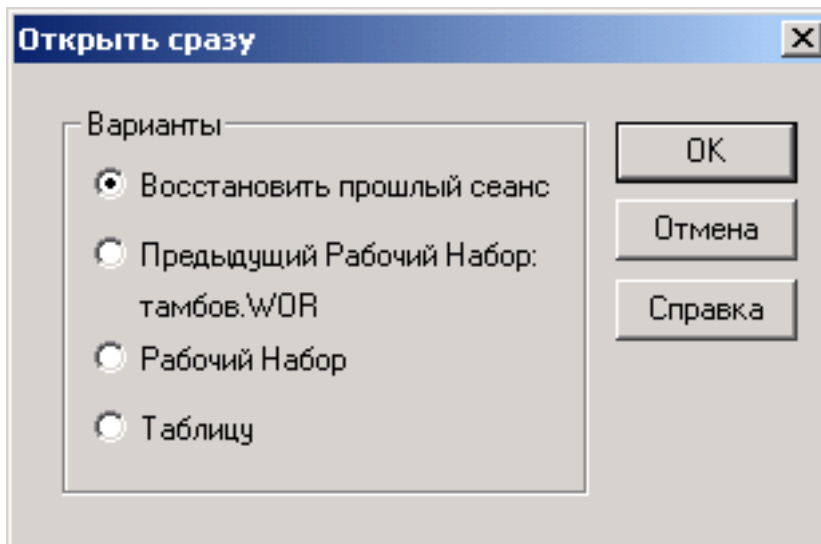 Открыть сразу
Варианты
Восстановить прошлый сеанс
Предыдущий Рабочий Набор:
тамбов.WOR
Рабочий Набор
Таблицу
OK
Отмена
Справка